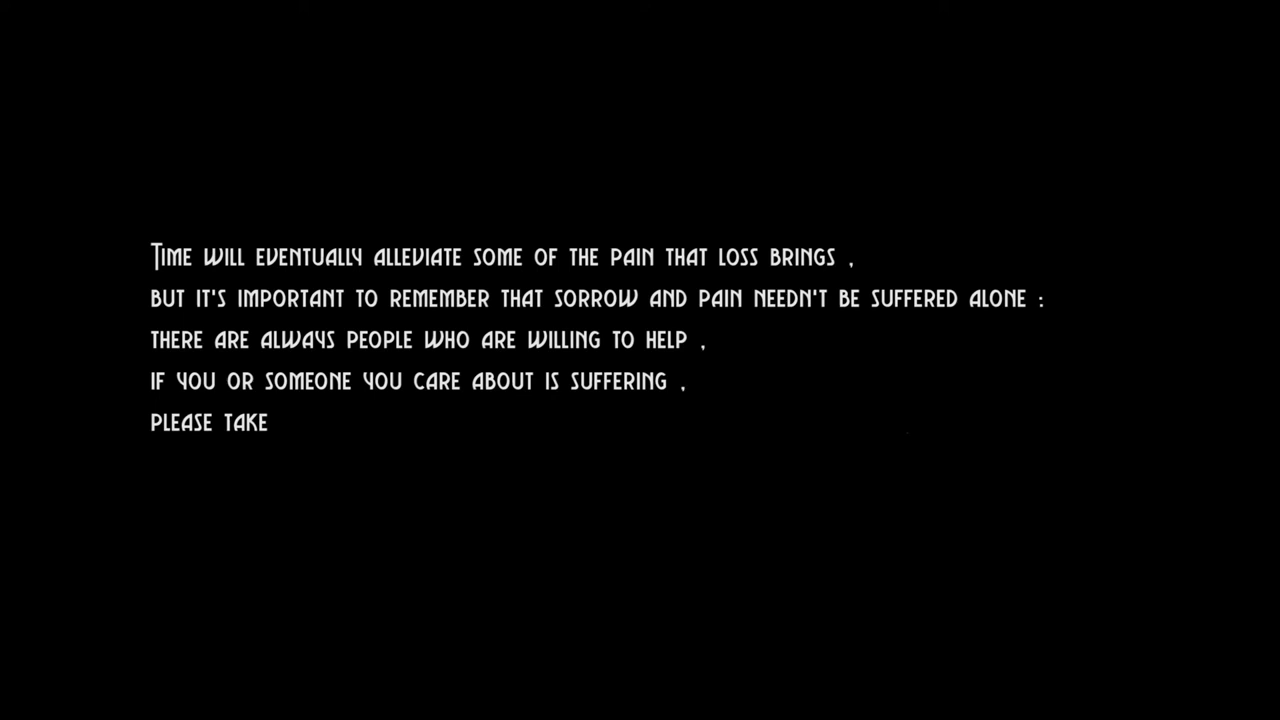 Time will eventually alleviate some of the pain that loss brings ,
but it's important to remember that sorrow and pain needn't be suffered alone :
there are always people who are willing to help ,
if you or someone you care about is suffering ,
please take